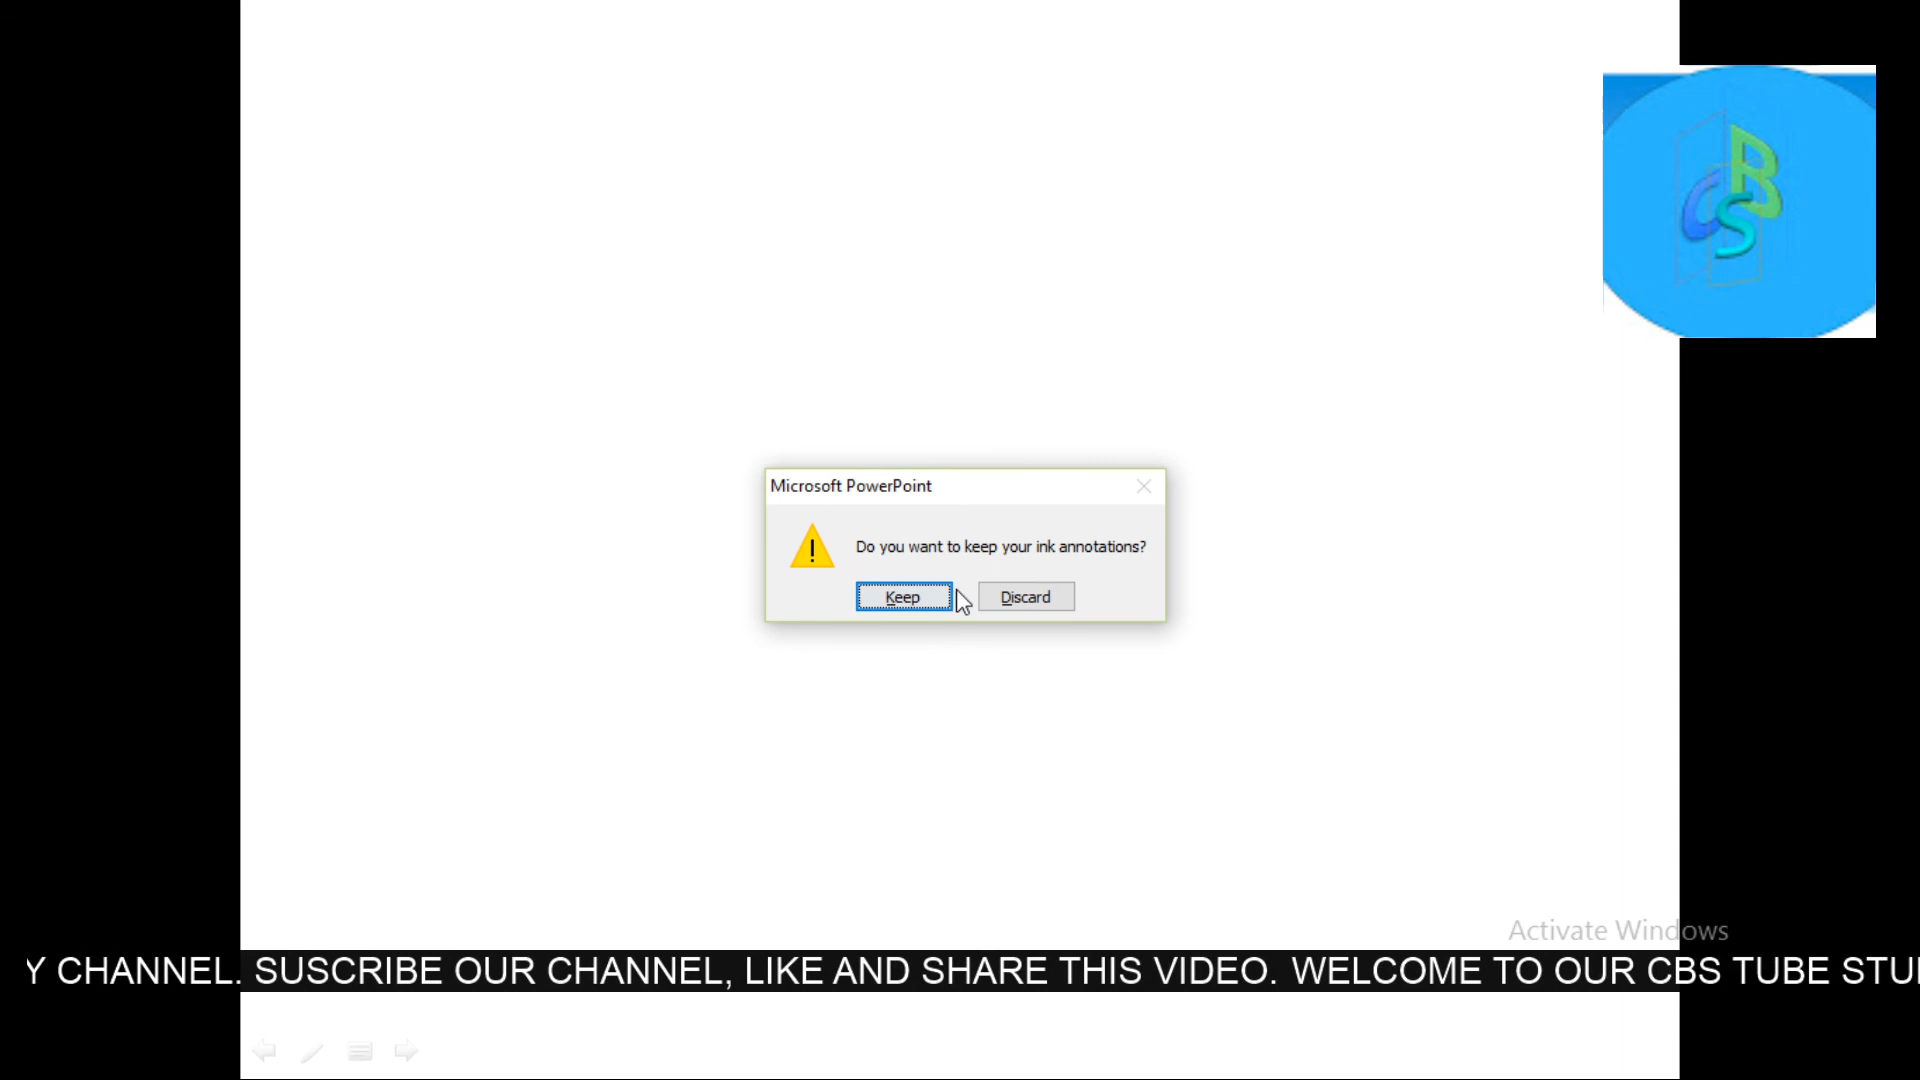 CBS
Microsoft PowerPoint
Do you want to keep your ink annotations?
Keep
Discard
Activate Windows
Y CHANNEL. SUSCRIBE OUR CHANNEL, LIKE AND SHARE THIS VIDEO. WELCOME TO OUR CBS TUBE STU